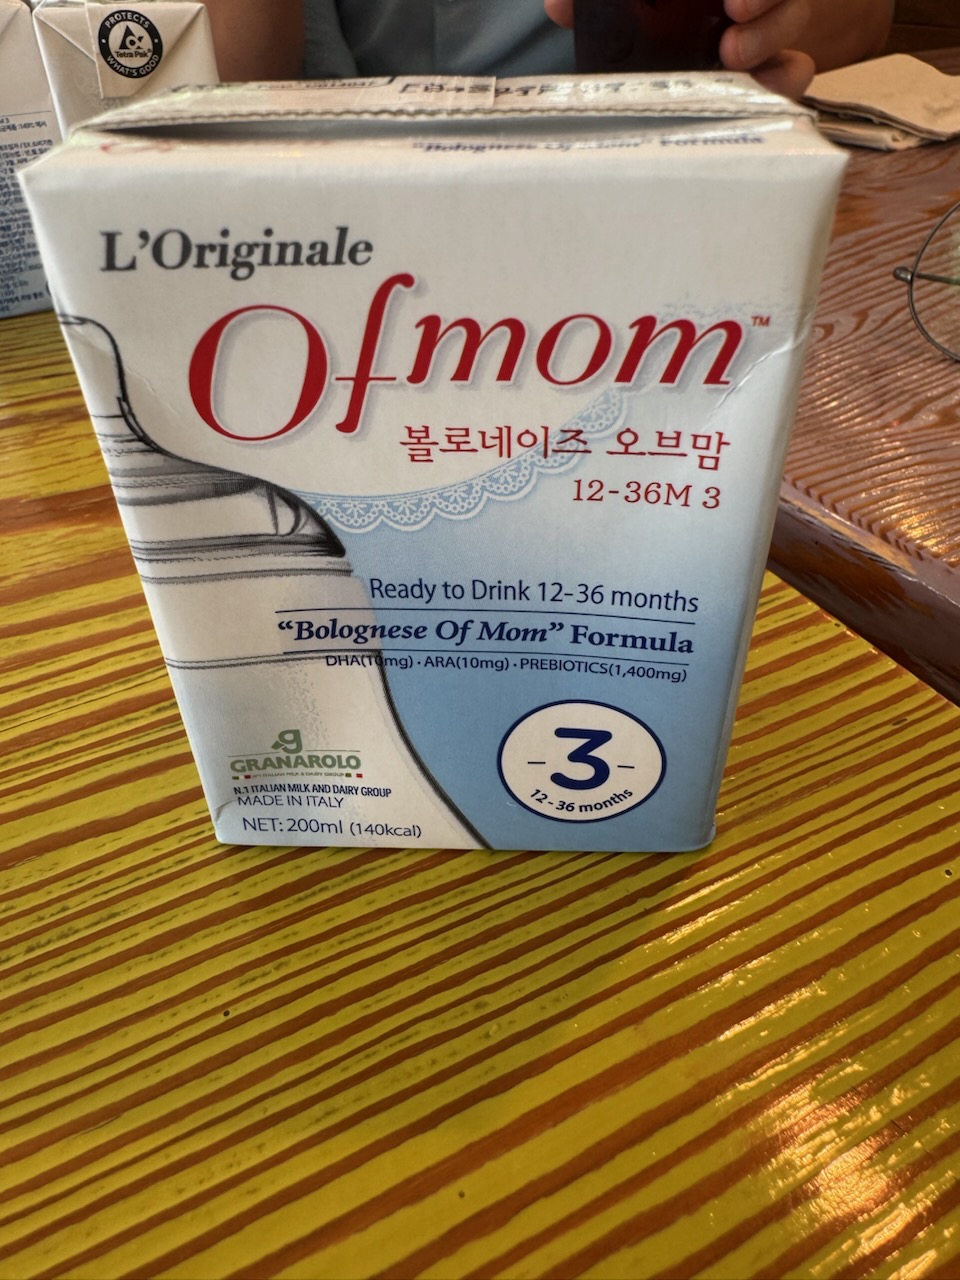 PROTECTS
Tetra Pak®
WHAT'S GOOD
"Bolognese Of Mom" Formula
L'Originale
Ofmom™
볼로네이즈 오브맘
12-36M 3
Ready to Drink 12-36 months
"Bolognese Of Mom" Formula
DHA(10mg)·ARA(10mg)·PREBIOTICS(1,400mg)
3
12-36 months
GRANAROLO
N.1 ITALIAN MILK AND DAIRY GROUP
MADE IN ITALY
NET: 200ml (140kcal)